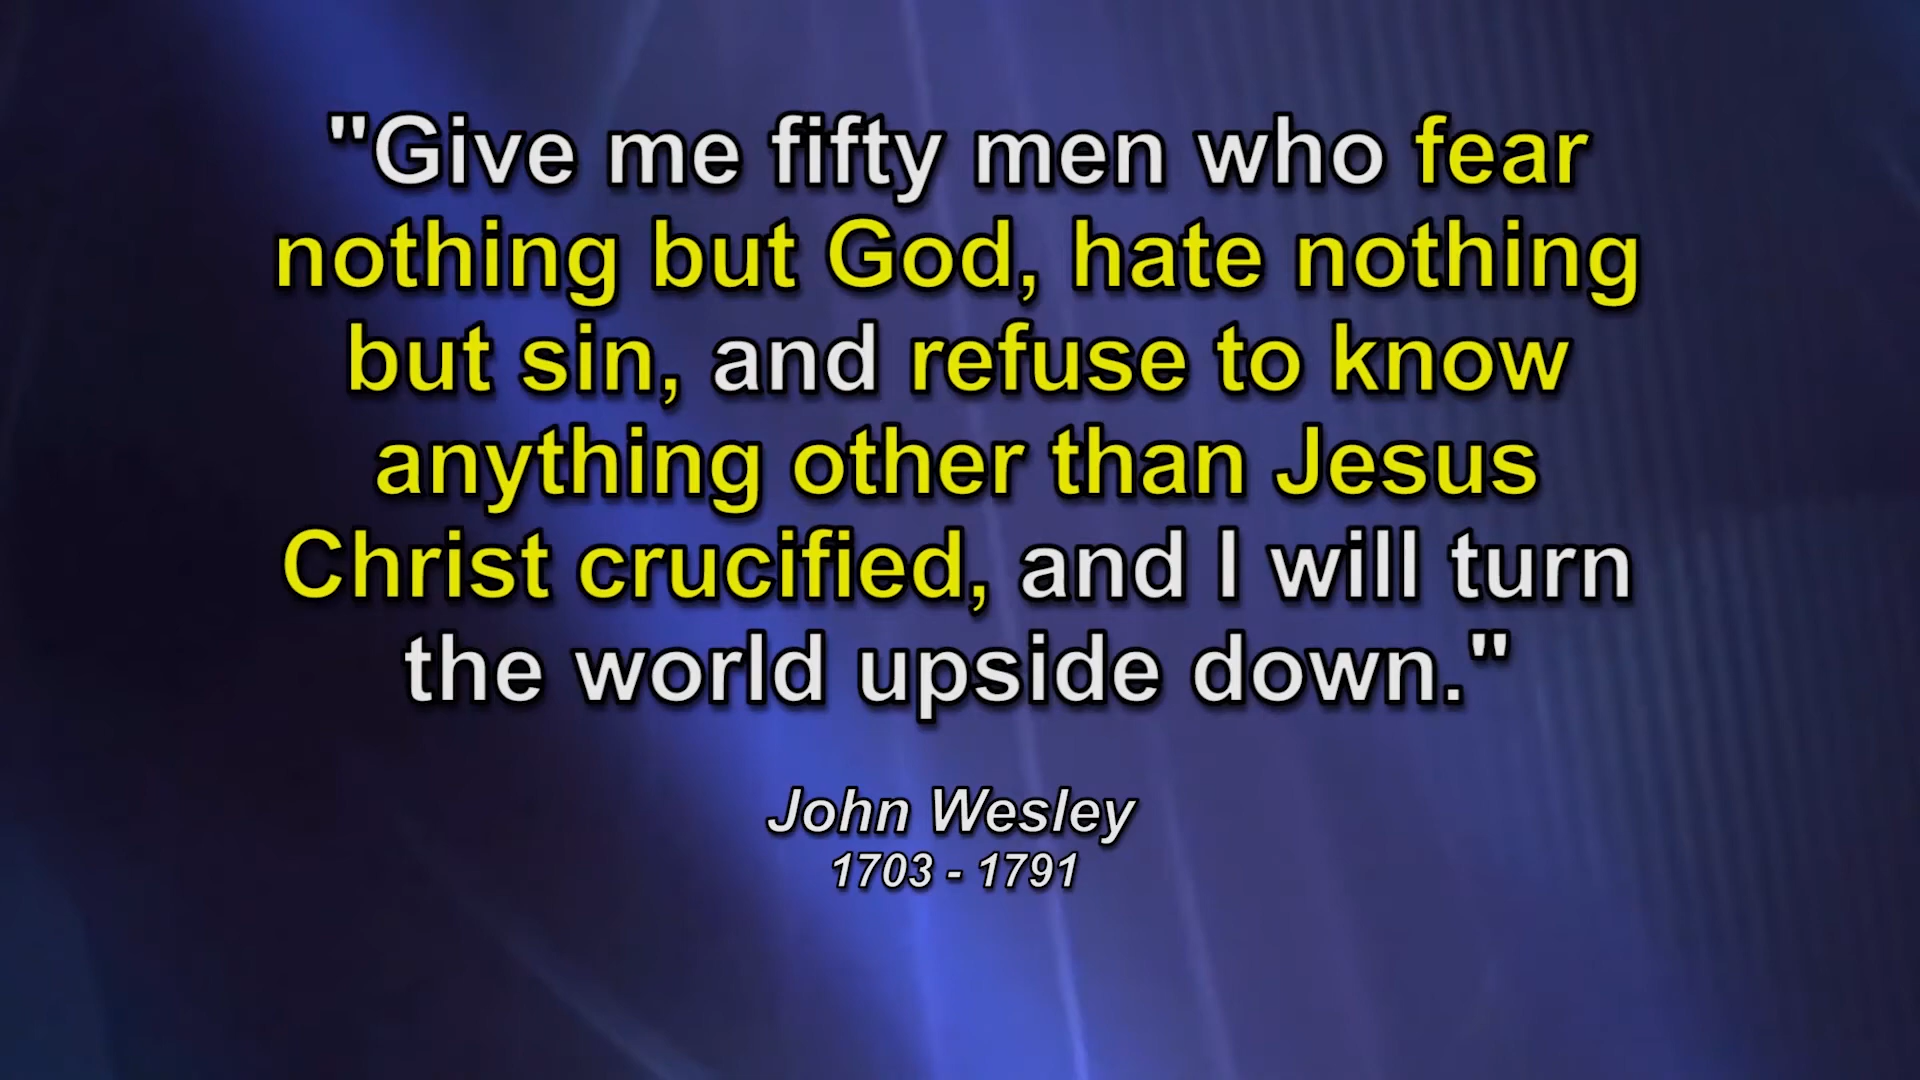 "Give me fifty men who fear
nothing but God, hate nothing
but sin, and refuse to know
anything other than Jesus
Christ crucified, and I will turn
the world upside down."
John Wesley
1703 - 1791